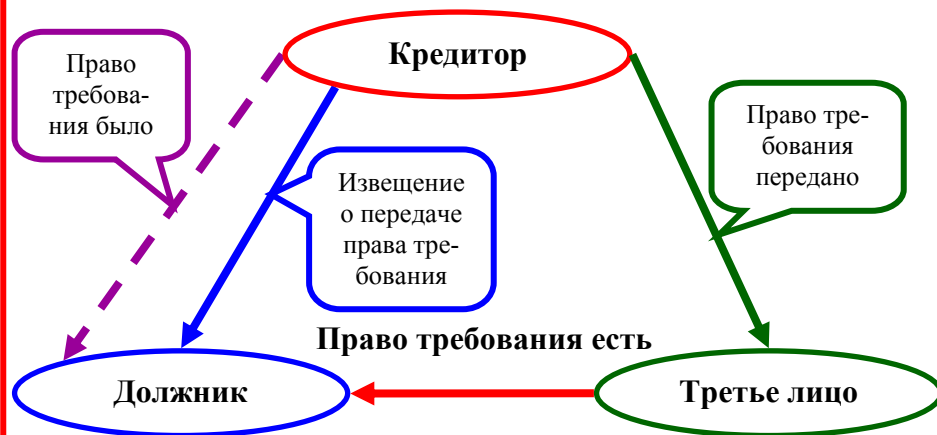 Кредитор
Право
требова-
ния было
Право тре-
бования
передано
Извещение
о передаче
права тре-
бования
Право требования есть
Должник
Третье лицо